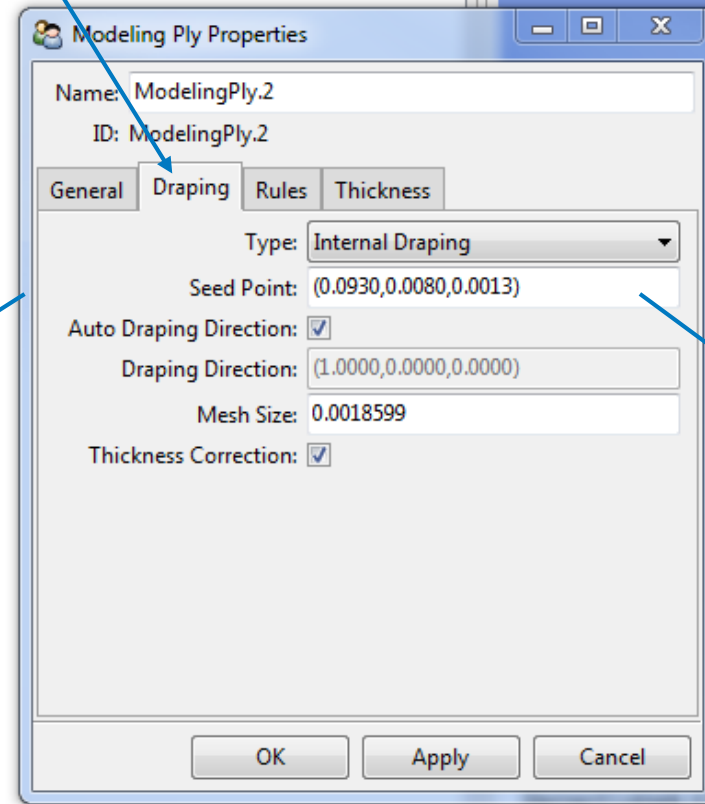 Modeling Ply Properties
Name: ModelingPly.2
ID: ModelingPly.2
General Draping Rules Thickness
Type: Internal Draping
Seed Point: (0.0930,0.0080,0.0013)
Auto Draping Direction:
Draping Direction: (1.0000,0.0000,0.0000)
Mesh Size: 0.0018599
Thickness Correction:
OK Apply Cancel